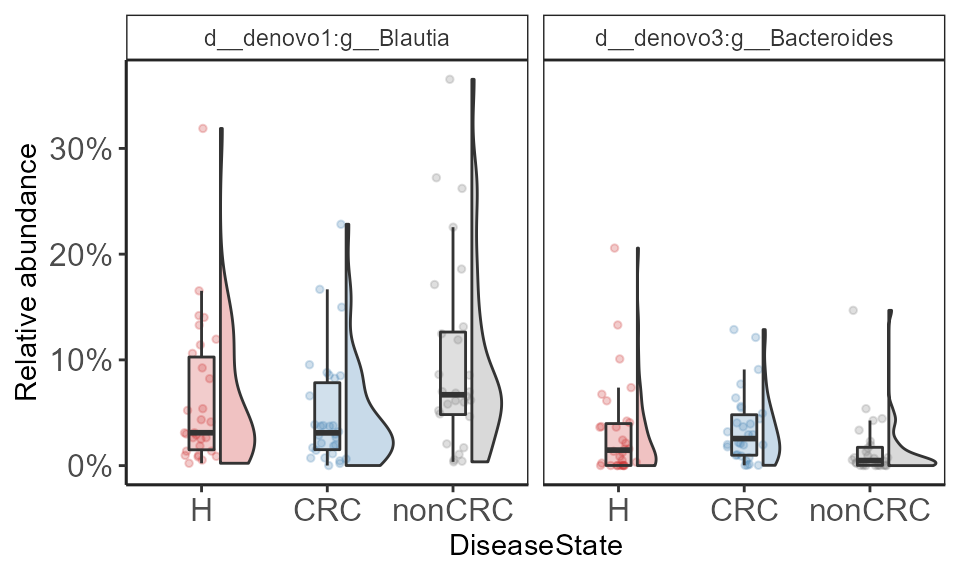 d__denovo1:g__Blautia
d__denovo3:g__Bacteroides
Relative abundance
30%
20%
10%
0%
H
CRC
nonCRC
H
CRC
nonCRC
DiseaseState